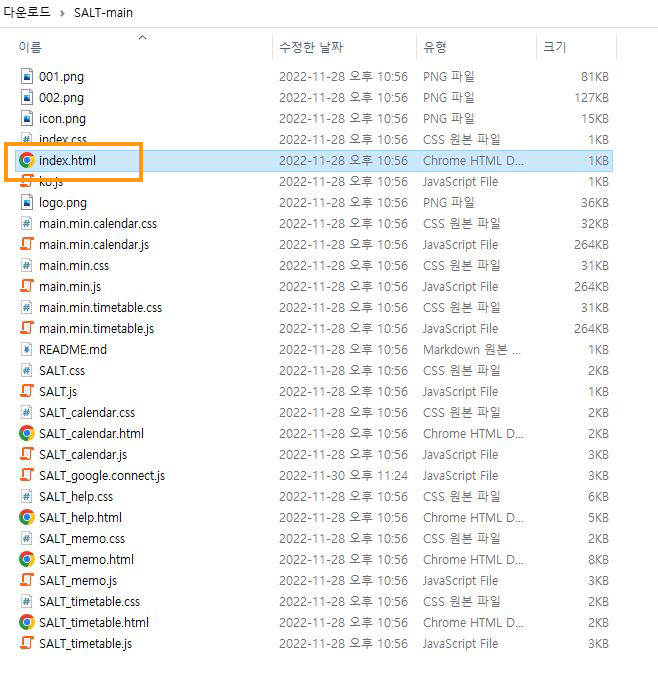 다운로드 > SALT-main
이름 수정한 날짜 유형 크기
001.png 2022-11-28 오후 10:56 PNG 파일 81KB
002.png 2022-11-28 오후 10:56 PNG 파일 127KB
icon.png 2022-11-28 오후 10:56 PNG 파일 15KB
index.css 2022-11-28 오후 10:56 CSS 원본 파일 1KB
index.html 2022-11-28 오후 10:56 Chrome HTML D... 1KB
ko.js 2022-11-28 오후 10:56 JavaScript File 1KB
logo.png 2022-11-28 오후 10:56 PNG 파일 36KB
main.min.calendar.css 2022-11-28 오후 10:56 CSS 원본 파일 32KB
main.min.calendar.js 2022-11-28 오후 10:56 JavaScript File 264KB
main.min.css 2022-11-28 오후 10:56 CSS 원본 파일 31KB
main.min.js 2022-11-28 오후 10:56 JavaScript File 264KB
main.min.timetable.css 2022-11-28 오후 10:56 CSS 원본 파일 31KB
main.min.timetable.js 2022-11-28 오후 10:56 JavaScript File 264KB
README.md 2022-11-28 오후 10:56 Markdown 원본 ... 1KB
SALT.css 2022-11-28 오후 10:56 CSS 원본 파일 2KB
SALT.js 2022-11-28 오후 10:56 JavaScript File 1KB
SALT_calendar.css 2022-11-28 오후 10:56 CSS 원본 파일 2KB
SALT_calendar.html 2022-11-28 오후 10:56 Chrome HTML D... 2KB
SALT_calendar.js 2022-11-28 오후 10:56 JavaScript File 3KB
SALT_google.connect.js 2022-11-30 오후 11:24 JavaScript File 3KB
SALT_help.css 2022-11-28 오후 10:56 CSS 원본 파일 6KB
SALT_help.html 2022-11-28 오후 10:56 Chrome HTML D... 5KB
SALT_memo.css 2022-11-28 오후 10:56 CSS 원본 파일 2KB
SALT_memo.html 2022-11-28 오후 10:56 Chrome HTML D... 8KB
SALT_memo.js 2022-11-28 오후 10:56 JavaScript File 3KB
SALT_timetable.css 2022-11-28 오후 10:56 CSS 원본 파일 2KB
SALT_timetable.html 2022-11-28 오후 10:56 Chrome HTML D... 2KB
SALT_timetable.js 2022-11-28 오후 10:56 JavaScript File 3KB